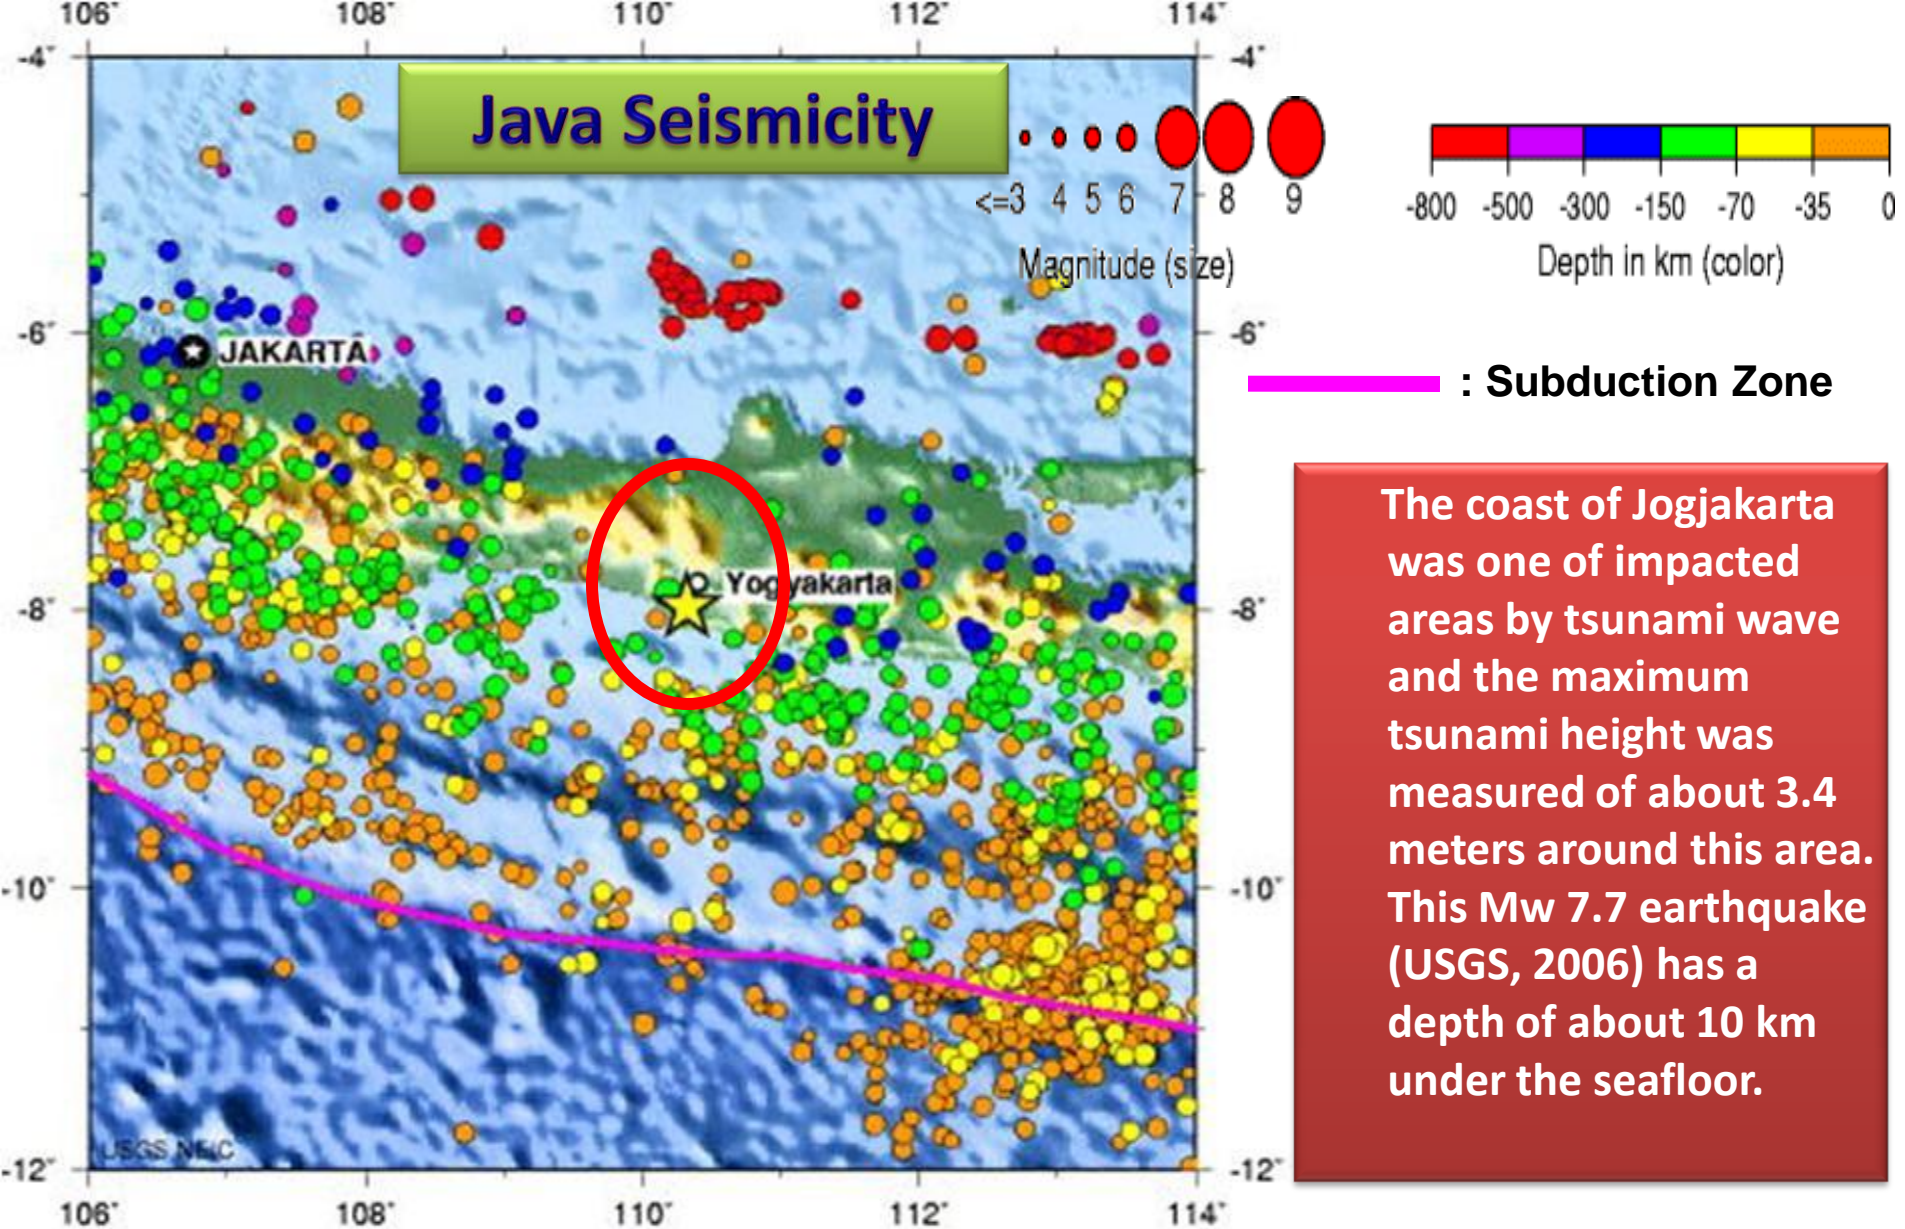 106° 108° 110° 112° 114°
-4° -4°
Java Seismicity
<=3 4 5 6 7 8 9
Magnitude (size)
-800 -500 -300 -150 -70 -35 0
Depth in km (color)
-6° -6°
JAKARTA
: Subduction Zone
Yogyakarta
-8° -8°
The coast of Jogjakarta
was one of impacted
areas by tsunami wave
and the maximum
tsunami height was
measured of about 3.4
meters around this area.
This Mw 7.7 earthquake
(USGS, 2006) has a
depth of about 10 km
under the seafloor.
-10° -10°
USGS NEIC
-12° -12°
106° 108° 110° 112° 114°